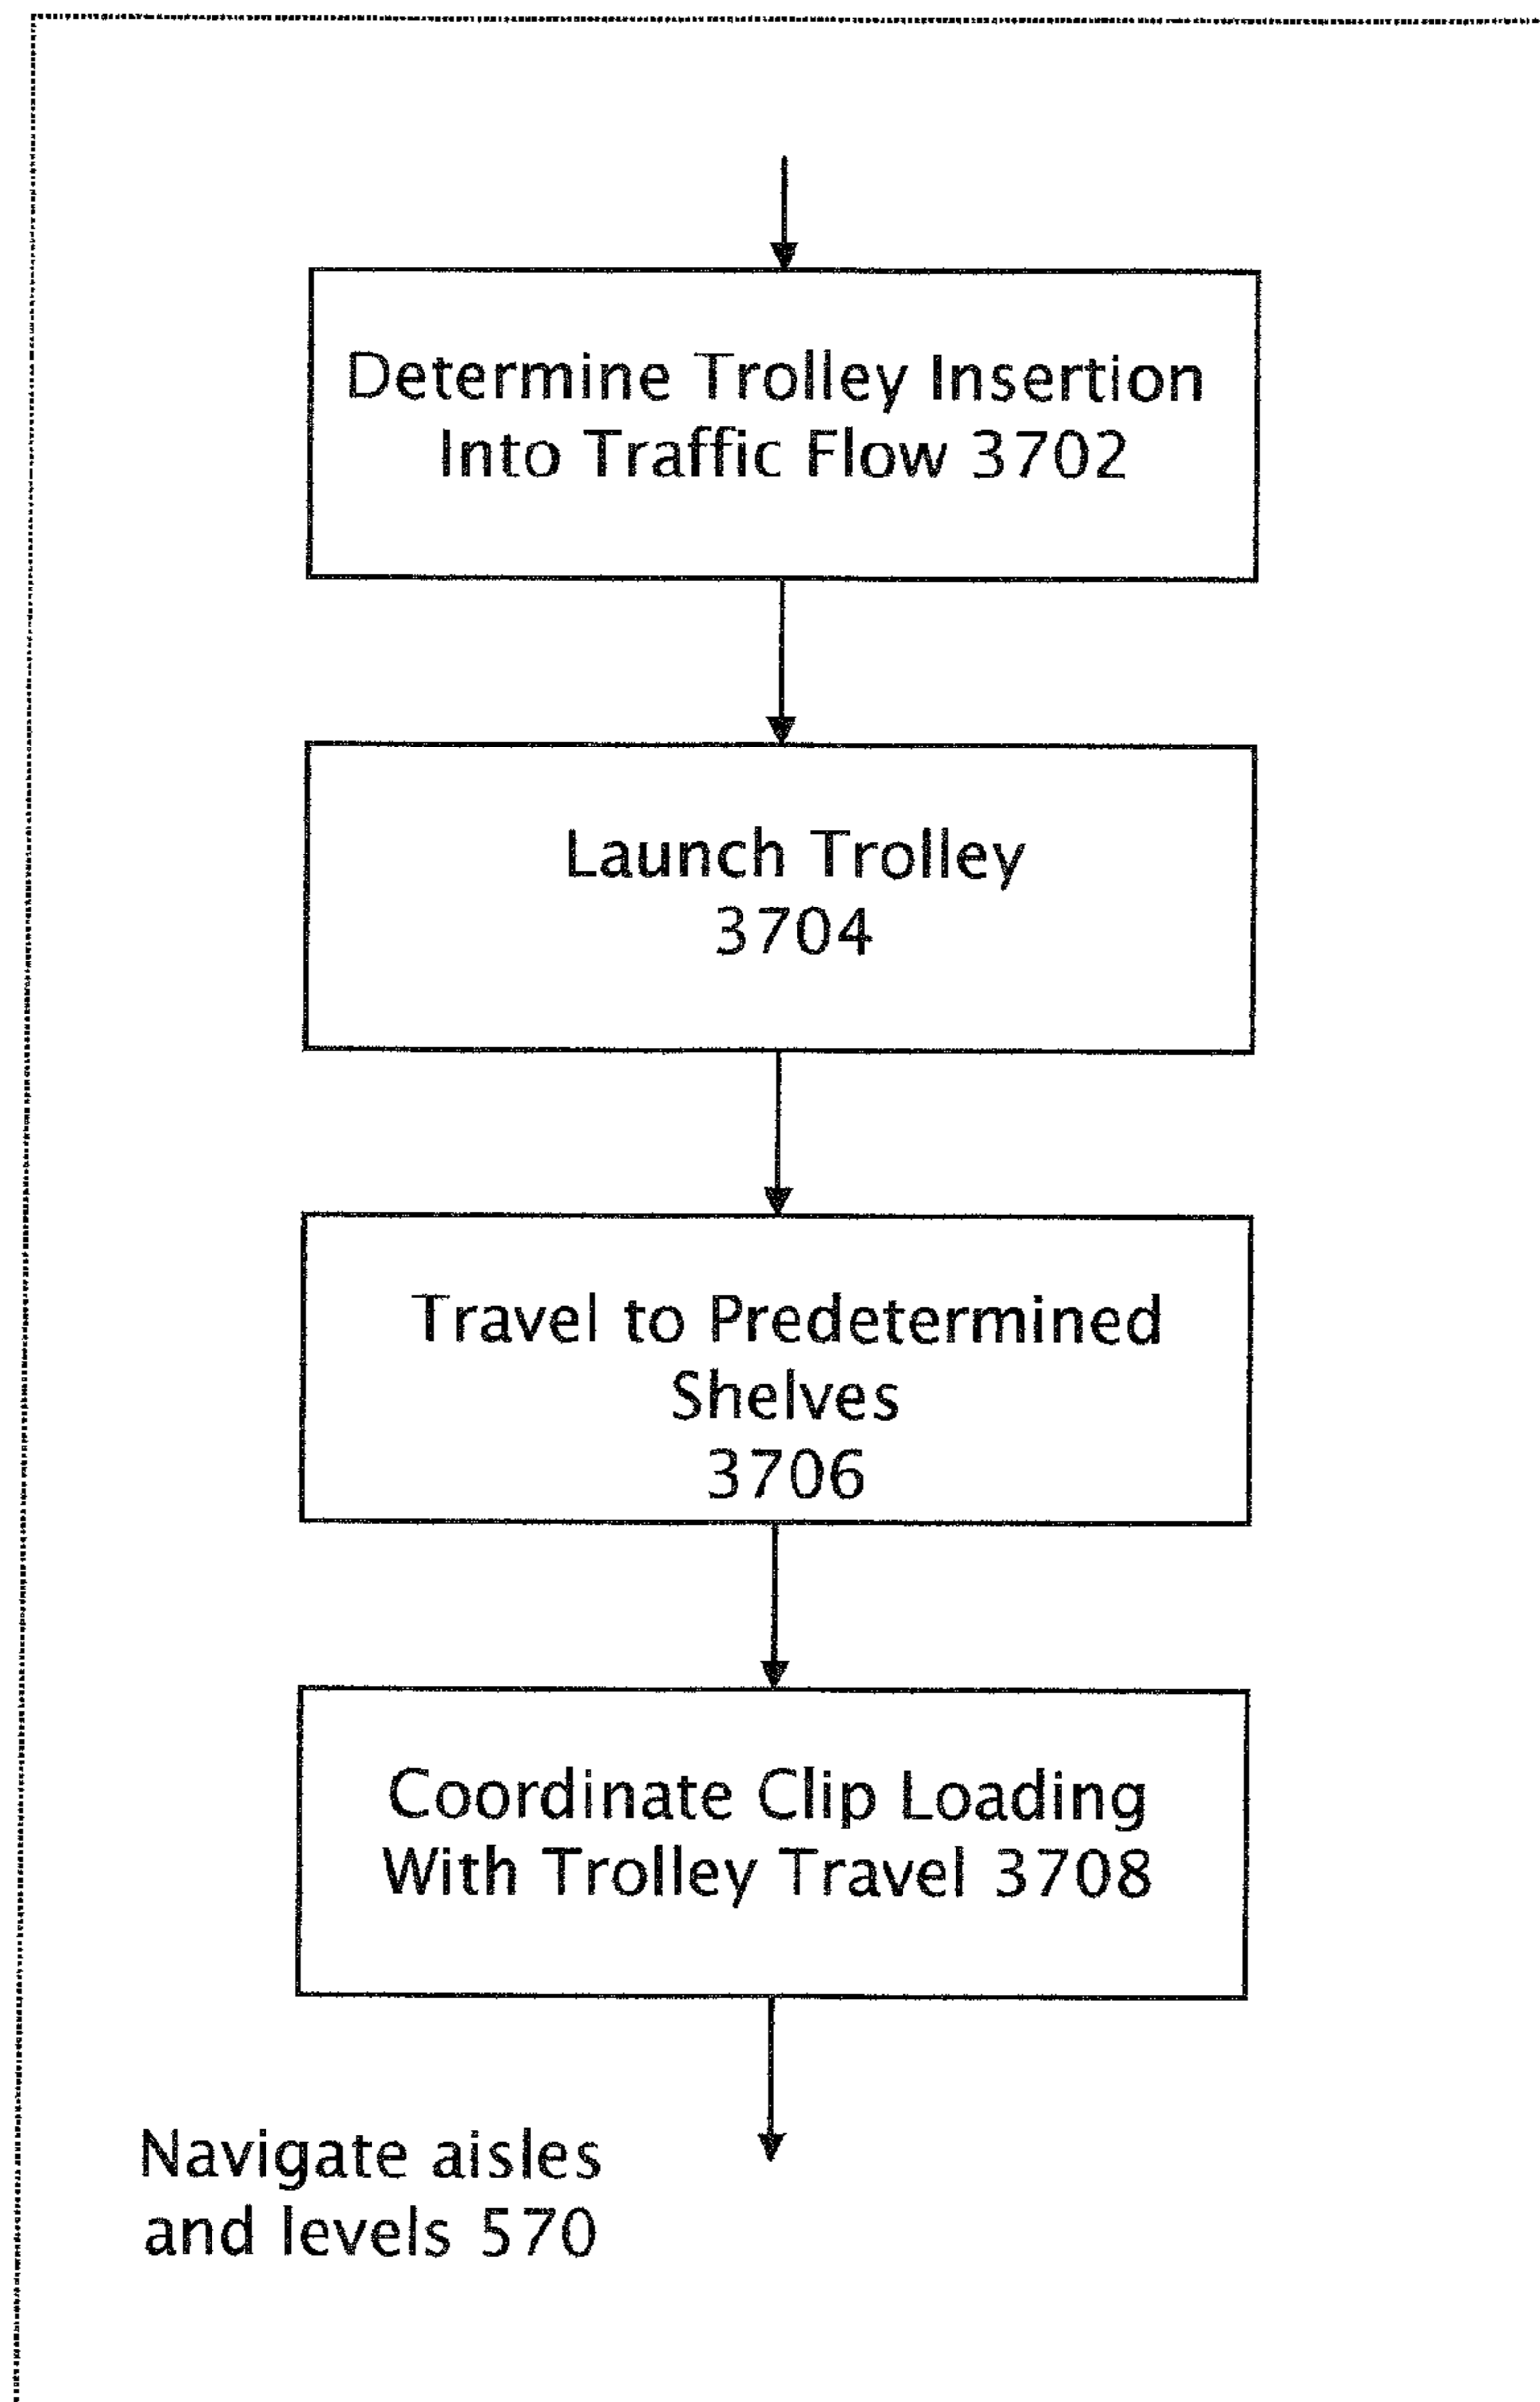 Determine Trolley Insertion
Into Traffic Flow 3702
Launch Trolley
3704
Travel to Predetermined
Shelves
3706
Coordinate Clip Loading
With Trolley Travel 3708
Navigate aisles
and levels 570